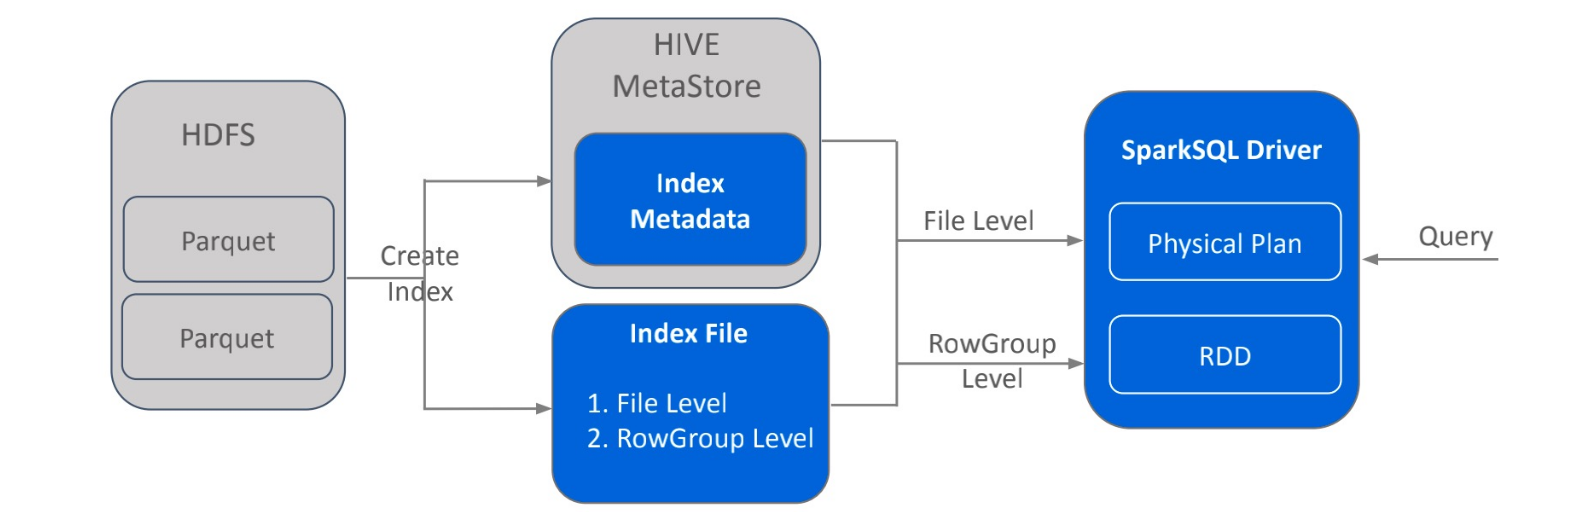 HDFS
Parquet
Parquet
Create
Index
HIVE
MetaStore
Index
Metadata
Index File
1. File Level
2. RowGroup Level
File Level
RowGroup
Level
SparkSQL Driver
Physical Plan
RDD
Query